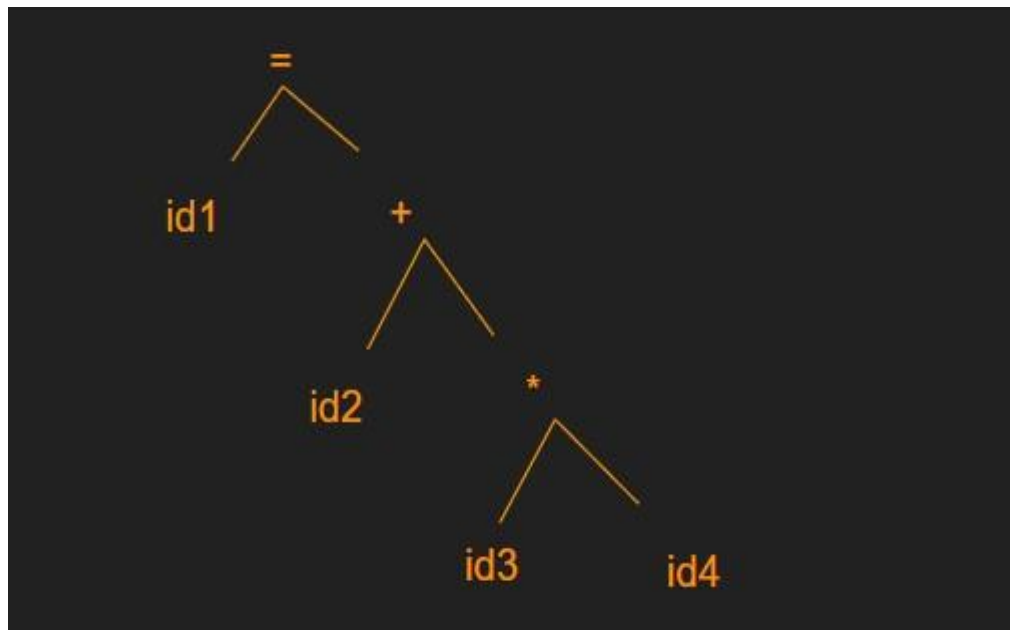 =
id1
+
id2
*
id3
id4